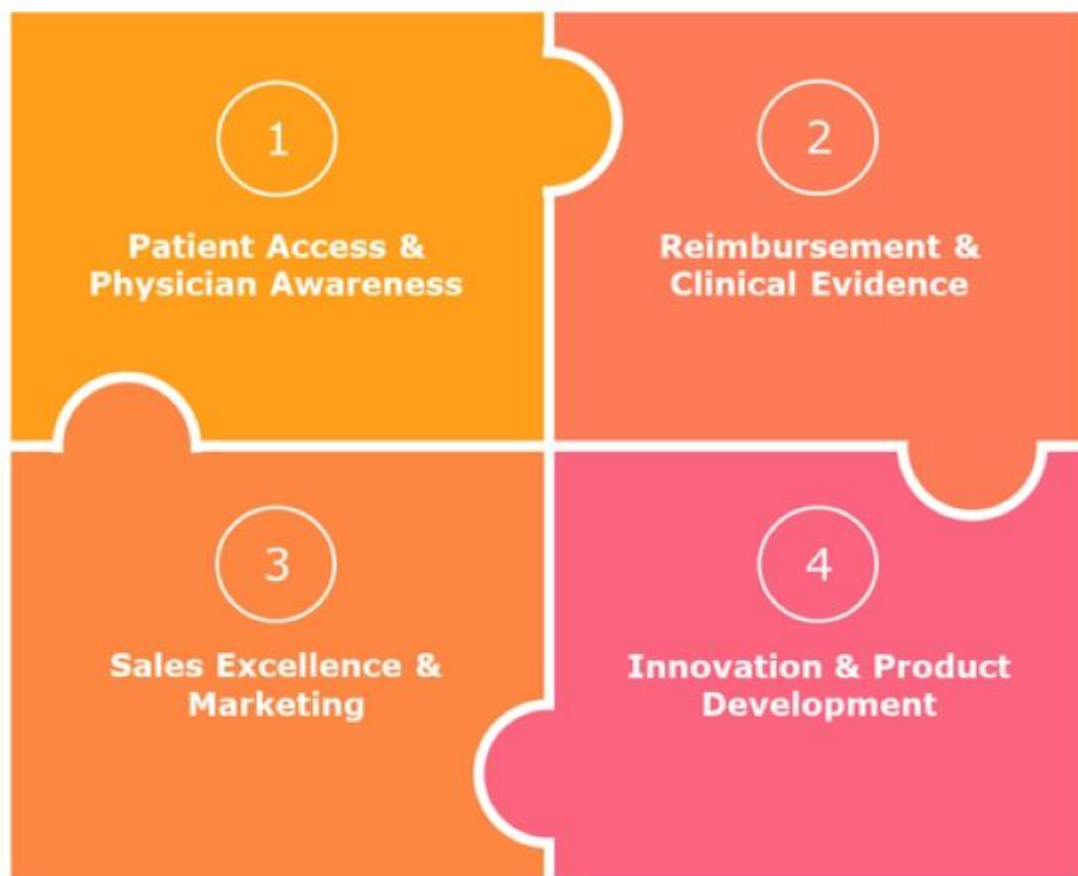 1
Patient Access &
Physician Awareness
2
Reimbursement &
Clinical Evidence
3
Sales Excellence &
Marketing
4
Innovation & Product
Development